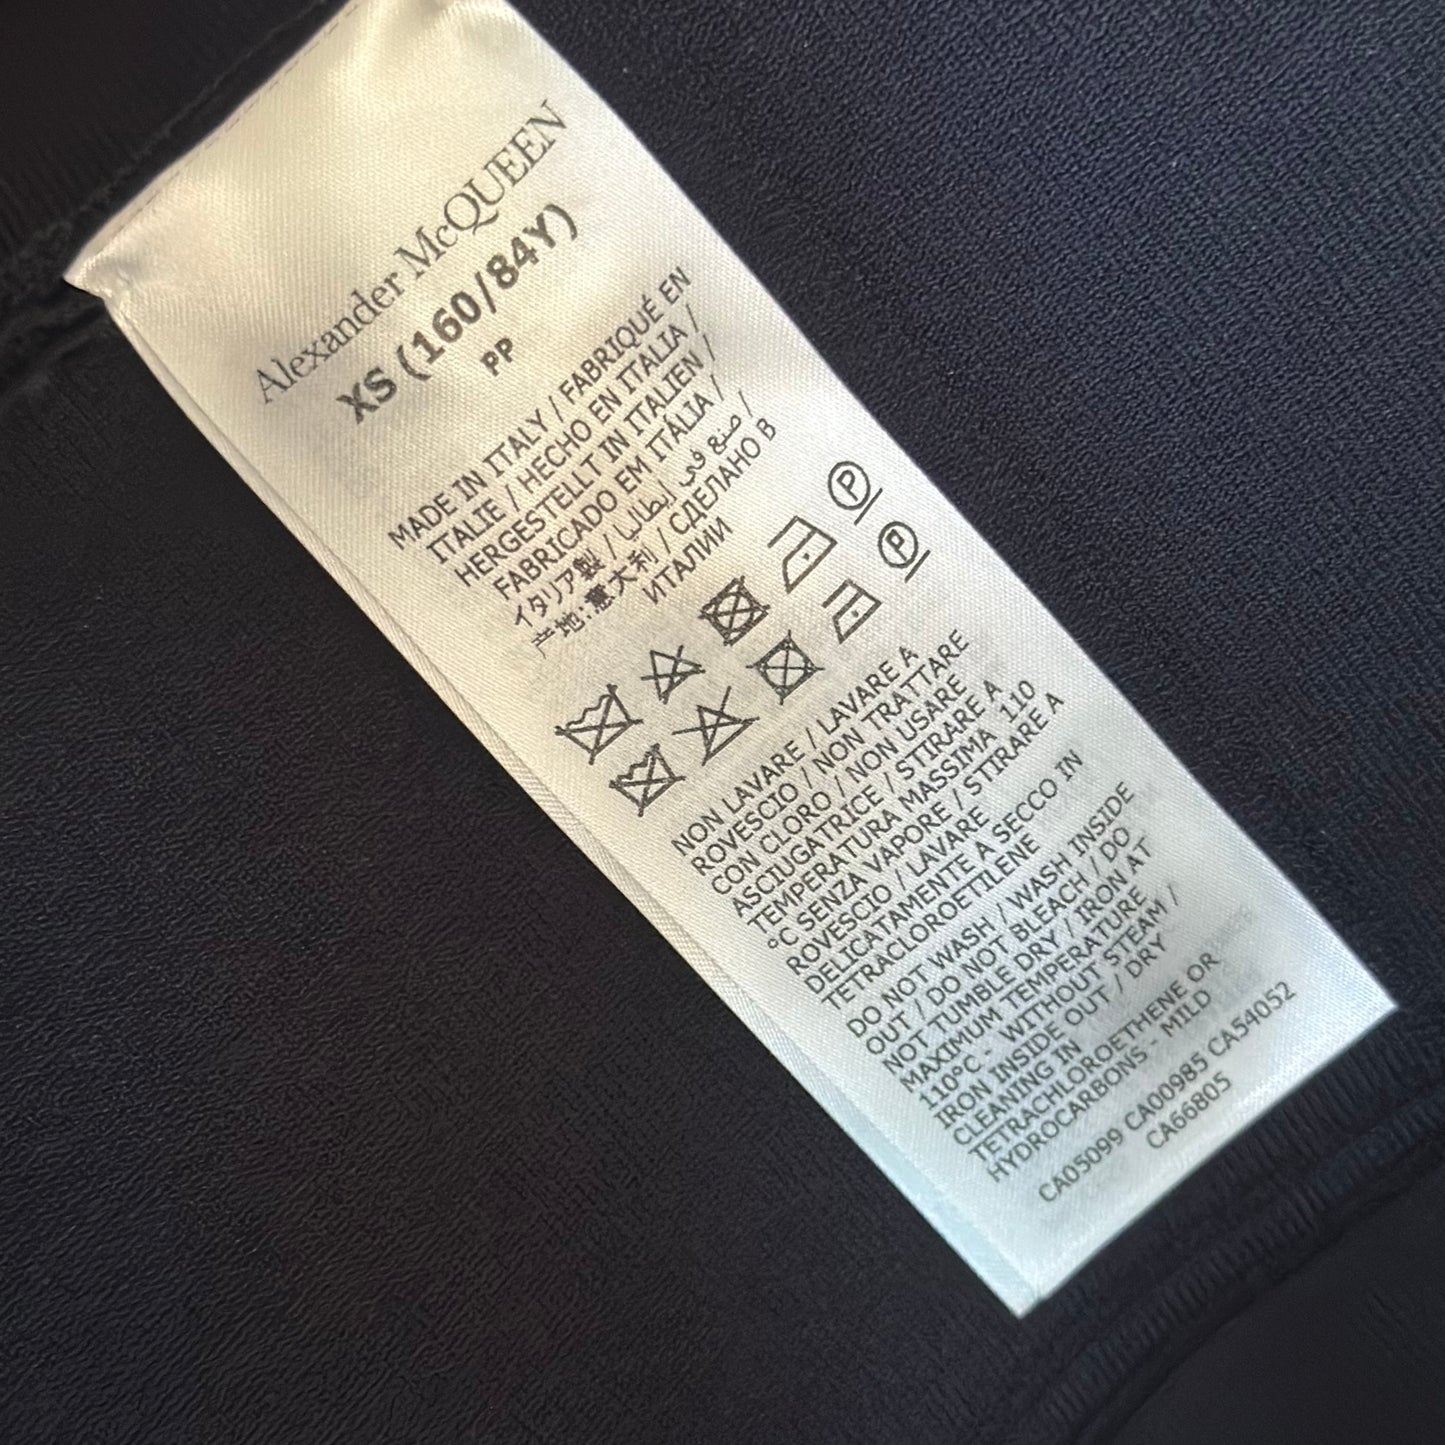 Alexander McQUEEN
XS (160/84Y)
PP
MADE IN ITALY / FABRIQUÉ EN
ITALIE / HECHO EN ITALIA /
HERGESTELLT IN ITALIEN /
FABRICADO EM ITÁLIA /
イタリア製 / صنع في إيطاليا /
产地:意大利 / СДЕЛАНО В
ИТАЛИИ
P
P
NON LAVARE / LAVARE A
ROVESCIO / NON TRATTARE
CON CLORO / NON USARE
ASCIUGATRICE / STIRARE A
TEMPERATURA MASSIMA 110
°C SENZA VAPORE / STIRARE A
ROVESCIO / LAVARE
DELICATAMENTE A SECCO IN
TETRACLOROETILENE
DO NOT WASH / WASH INSIDE
OUT / DO NOT BLEACH / DO
NOT TUMBLE DRY / IRON AT
MAXIMUM TEMPERATURE
110°C - WITHOUT STEAM /
IRON INSIDE OUT / DRY
CLEANING IN
TETRACHLOROETHENE OR
HYDROCARBONS - MILD
CA05099 CA00985 CA54052
CA66805